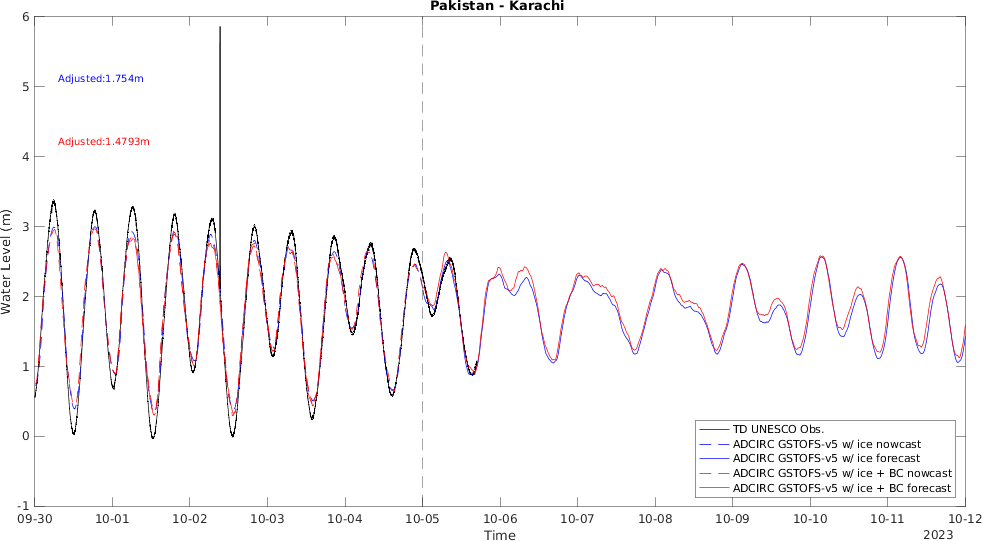 Pakistan - Karachi
6
5
4
3
2
1
0
-1
Water Level (m)
Adjusted:1.754m
Adjusted:1.4793m
TD UNESCO Obs.
ADCIRC GSTOFS-v5 w/ ice nowcast
ADCIRC GSTOFS-v5 w/ ice forecast
ADCIRC GSTOFS-v5 w/ ice + BC nowcast
ADCIRC GSTOFS-v5 w/ ice + BC forecast
09-30 10-01 10-02 10-03 10-04 10-05 10-06 10-07 10-08 10-09 10-10 10-11 10-12
Time
2023